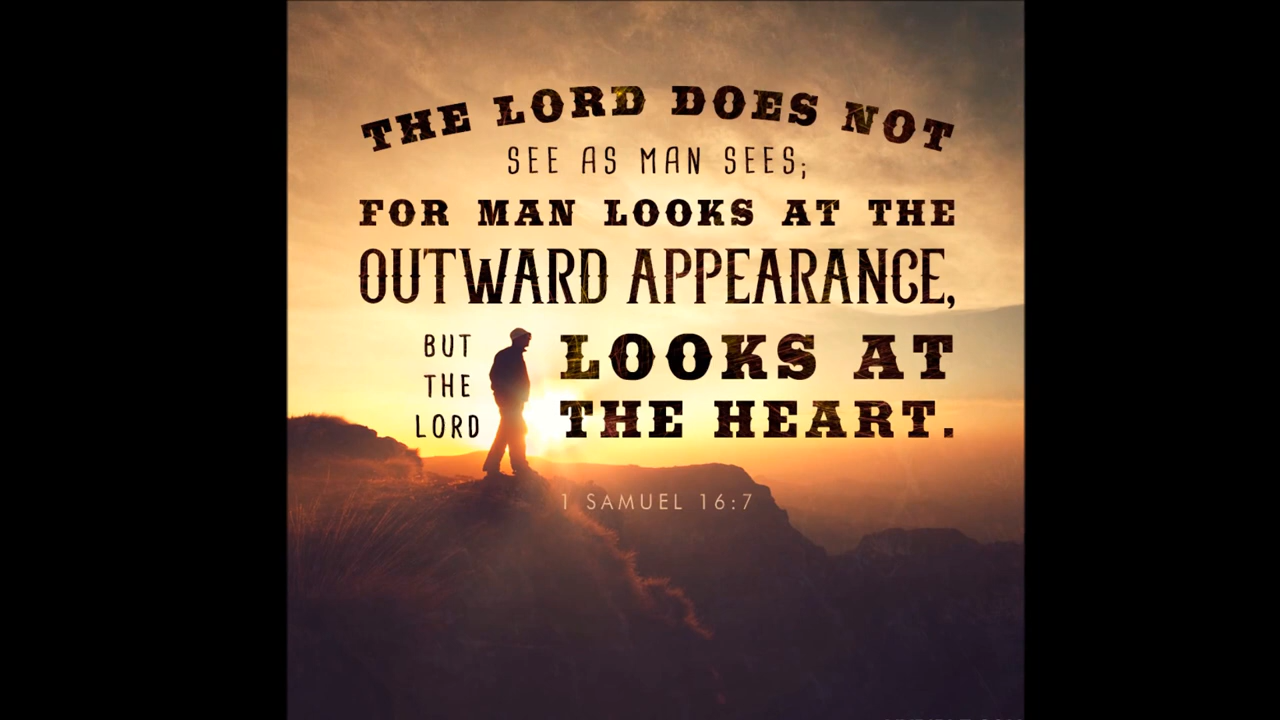 THE LORD DOES NOT
SEE AS MAN SEES;
FOR MAN LOOKS AT THE
OUTWARD APPEARANCE,
BUT
THE
LORD
LOOKS AT
THE HEART.
1 SAMUEL 16:7